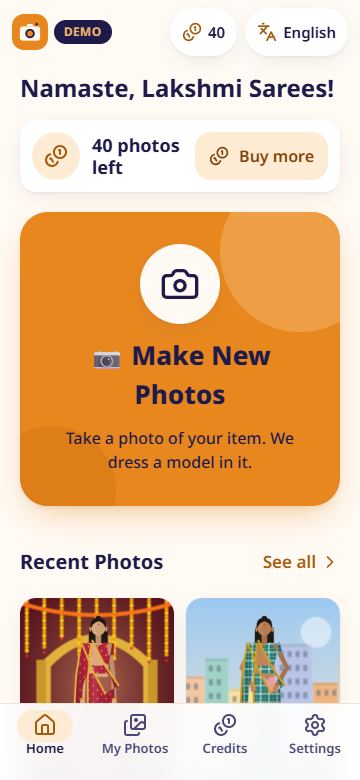 DEMO
40
English
Namaste, Lakshmi Sarees!
40 photos
left
Buy more
📷 Make New
Photos
Take a photo of your item. We
dress a model in it.
Recent Photos
See all
Home
My Photos
Credits
Settings